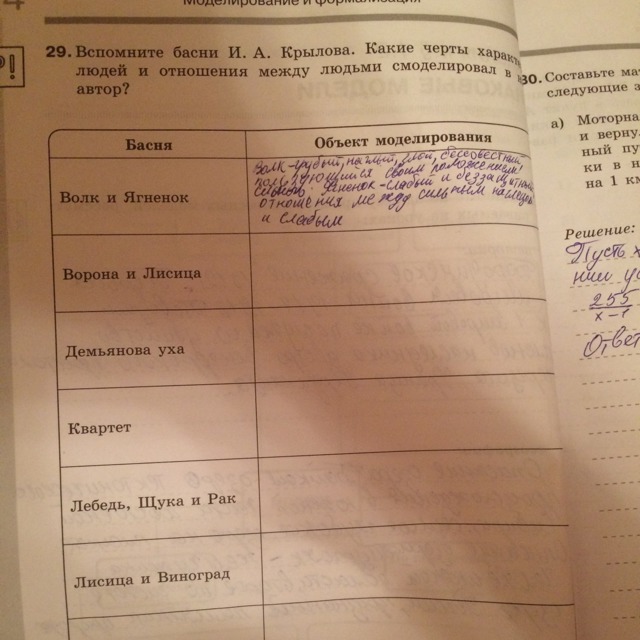 Моделирование и формализация
29. Вспомните басни И. А. Крылова. Какие черты характ
людей и отношения между людьми смоделировал в
автор?
Басня
Объект моделирования
Волк и Ягненок
Волк - грубый, наглый, злой, бессовестный,
пользующийся своим положением,
Ягненок - слабый и беззащитный
отношения между сильным наглецом
и слабым
Ворона и Лисица
Демьянова уха
Квартет
Лебедь, Щука и Рак
Лисица и Виноград
30. Составьте ма
следующие з
а) Моторна
и верну
ный пу
ки в н
на 1 км
Решение:
Пусть х
нии
255
x-1
Ответ